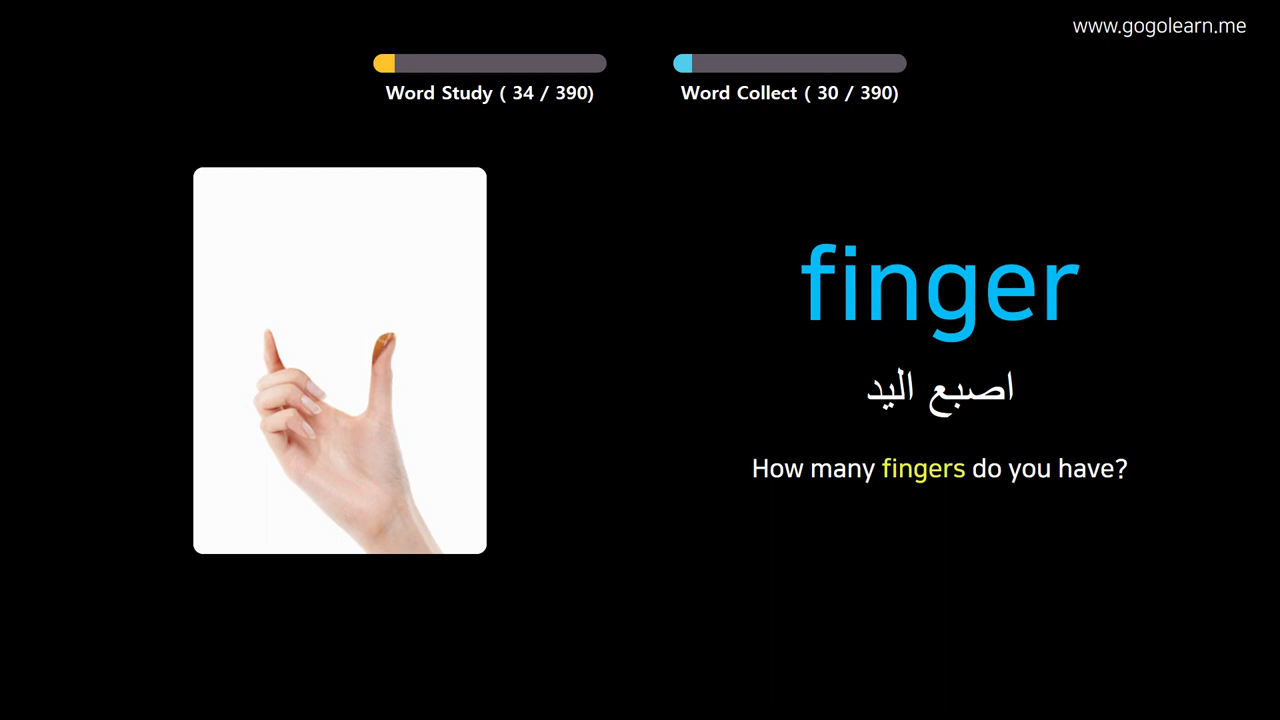 www.gogolearn.me
Word Study ( 34 / 390)
Word Collect ( 30 / 390)
finger
اصبع اليد
How many fingers do you have?